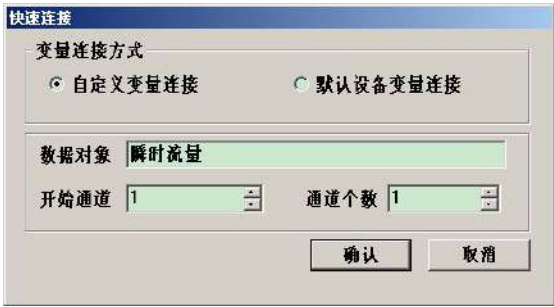 快速连接
变量连接方式
自定义变量连接 默认设备变量连接
数据对象 瞬时流量
开始通道 1 通道个数 1
确认 取消